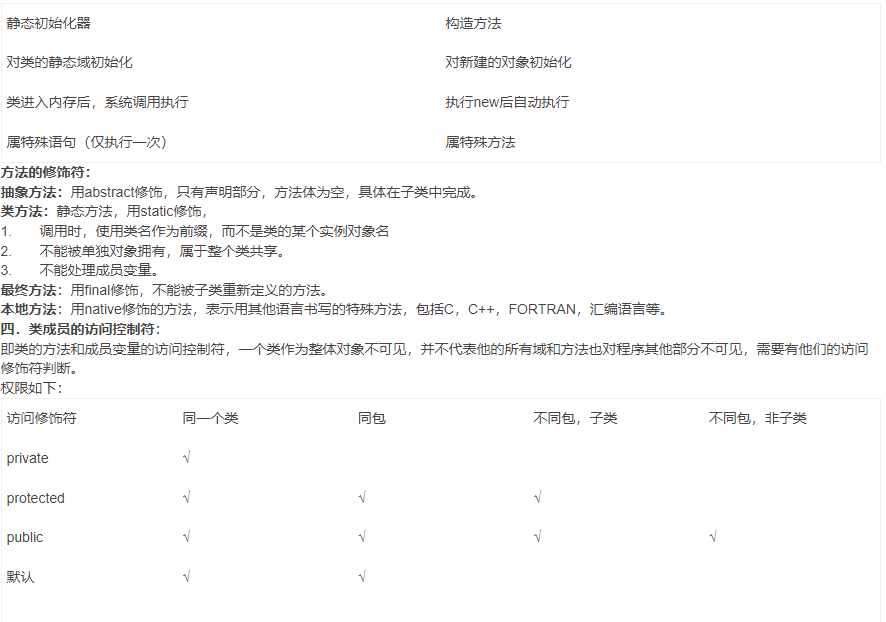 静态初始化器 构造方法
对类的静态域初始化 对新建的对象初始化
类进入内存后，系统调用执行 执行new后自动执行
属特殊语句（仅执行一次） 属特殊方法
方法的修饰符：
抽象方法：用abstract修饰，只有声明部分，方法体为空，具体在子类中完成。
类方法：静态方法，用static修饰，
1. 调用时，使用类名作为前缀，而不是类的某个实例对象名
2. 不能被单独对象拥有，属于整个类共享。
3. 不能处理成员变量。
最终方法：用final修饰，不能被子类重新定义的方法。
本地方法：用native修饰的方法，表示用其他语言书写的特殊方法，包括C，C++，FORTRAN，汇编语言等。
四．类成员的访问控制符：
即类的方法和成员变量的访问控制符，一个类作为整体对象不可见，并不代表他的所有域和方法也对程序其他部分不可见，需要有他们的访问
修饰符判断。
权限如下：
访问修饰符 同一个类 同包 不同包，子类 不同包，非子类
private √
protected √ √ √
public √ √ √ √
默认 √ √